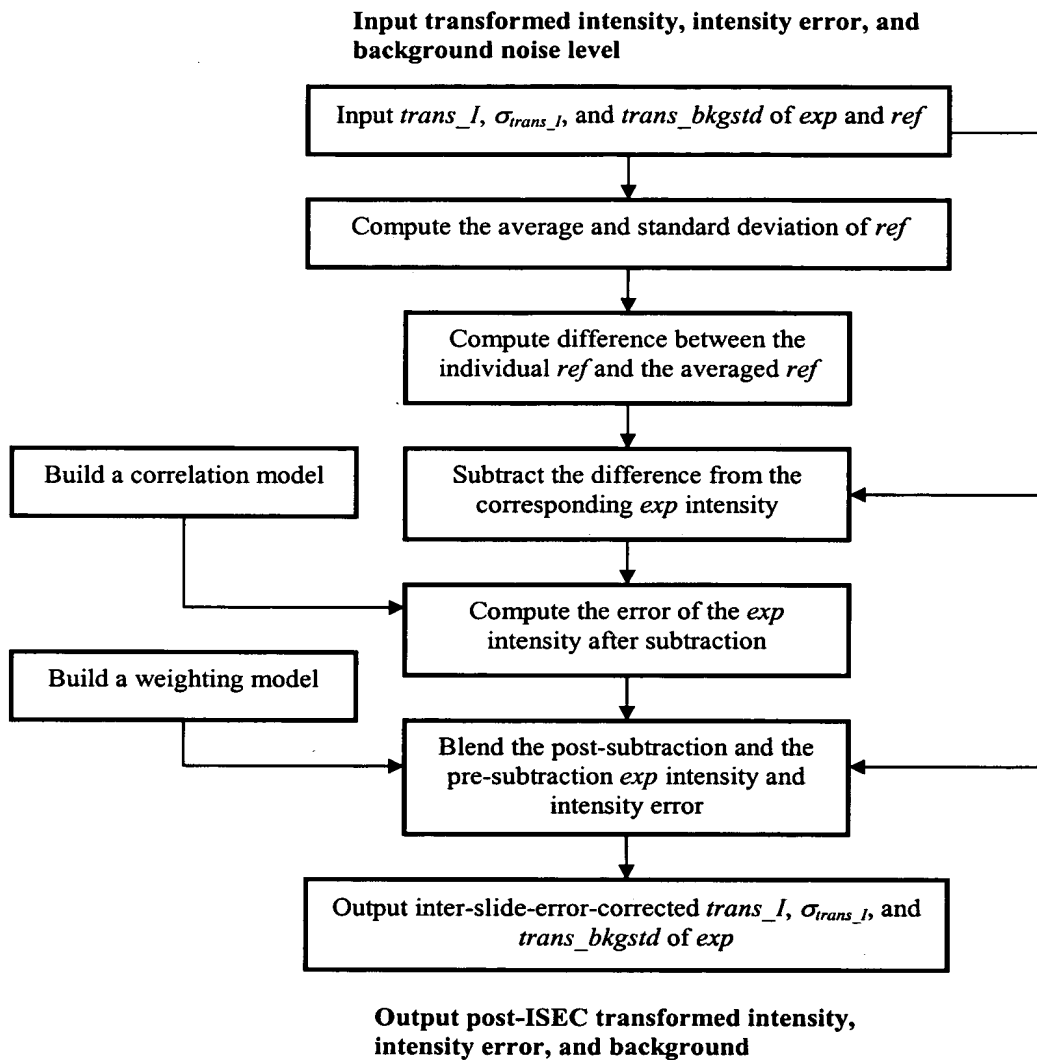 Input transformed intensity, intensity error, and
background noise level
Input trans_I, σtrans_I, and trans_bkgstd of exp and ref
Compute the average and standard deviation of ref
Compute difference between the
individual ref and the averaged ref
Build a correlation model
Subtract the difference from the
corresponding exp intensity
Compute the error of the exp
intensity after subtraction
Build a weighting model
Blend the post-subtraction and the
pre-subtraction exp intensity and
intensity error
Output inter-slide-error-corrected trans_I, σtrans_I, and
trans_bkgstd of exp
Output post-ISEC transformed intensity,
intensity error, and background